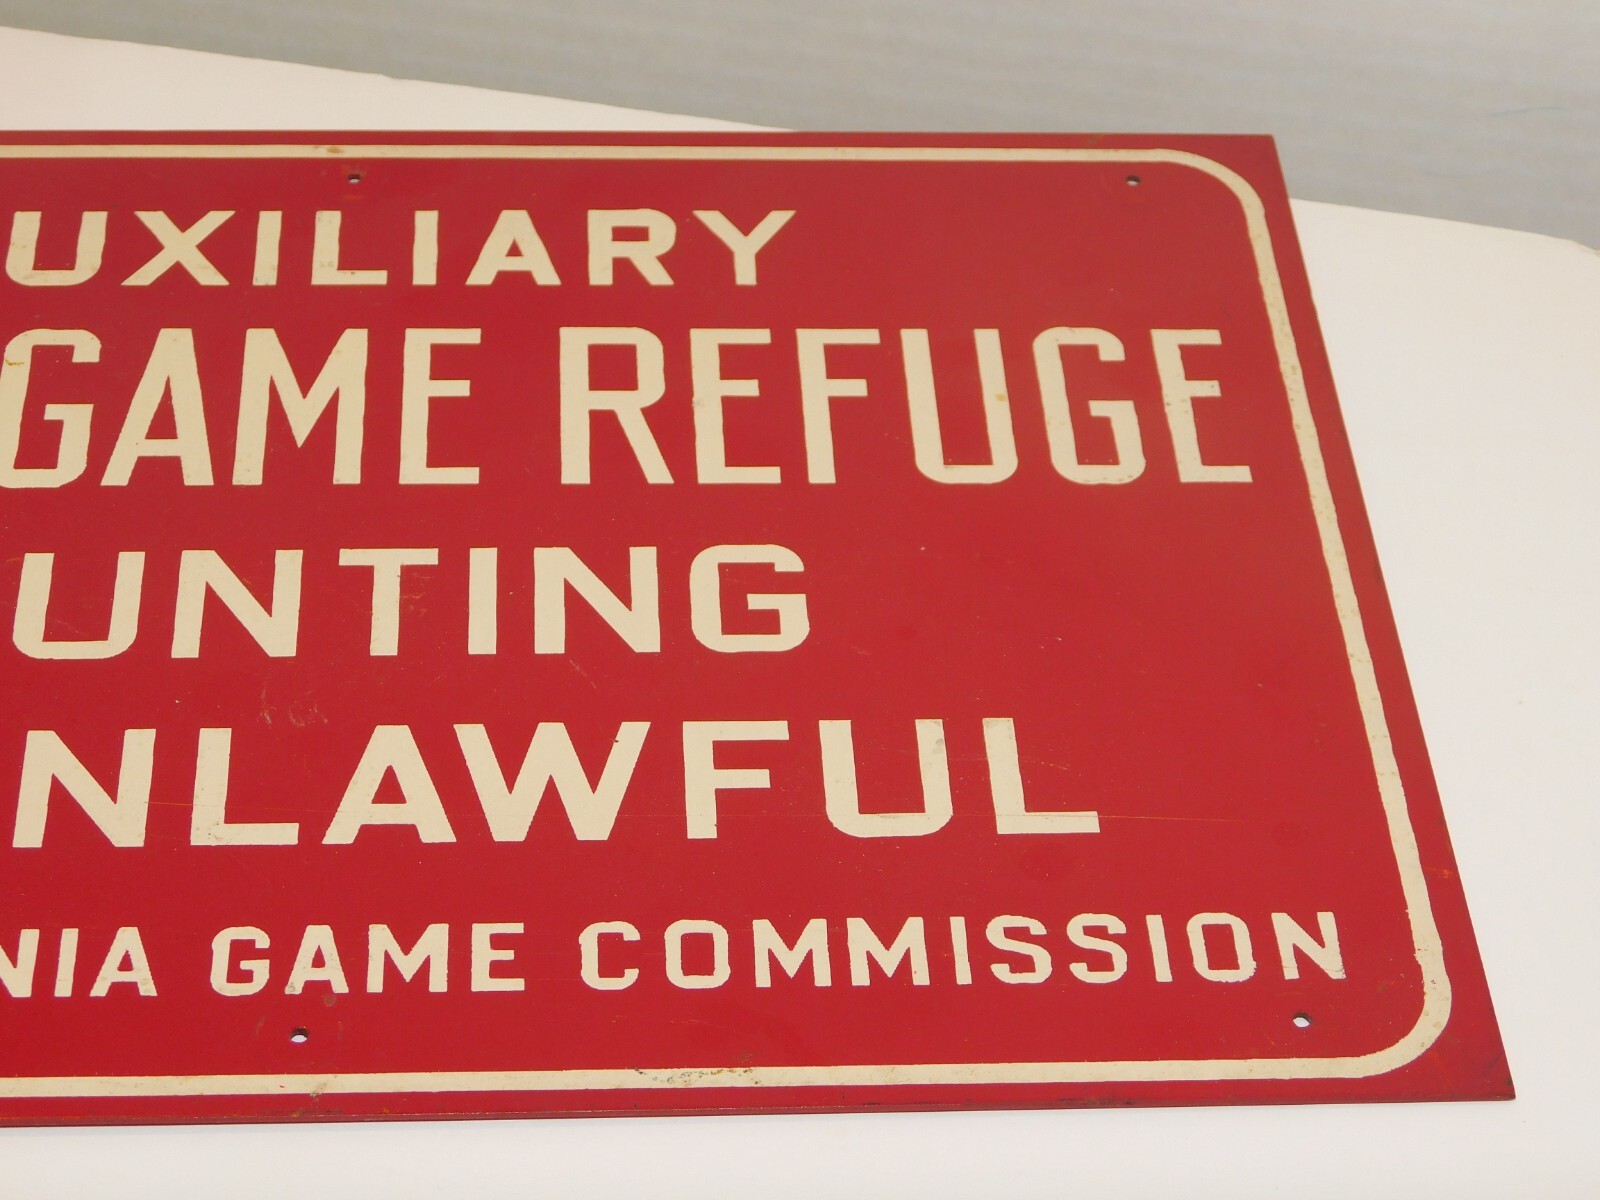 UXILIARY
GAME REFUGE
UNTING
NLAWFUL
NIA GAME COMMISSION